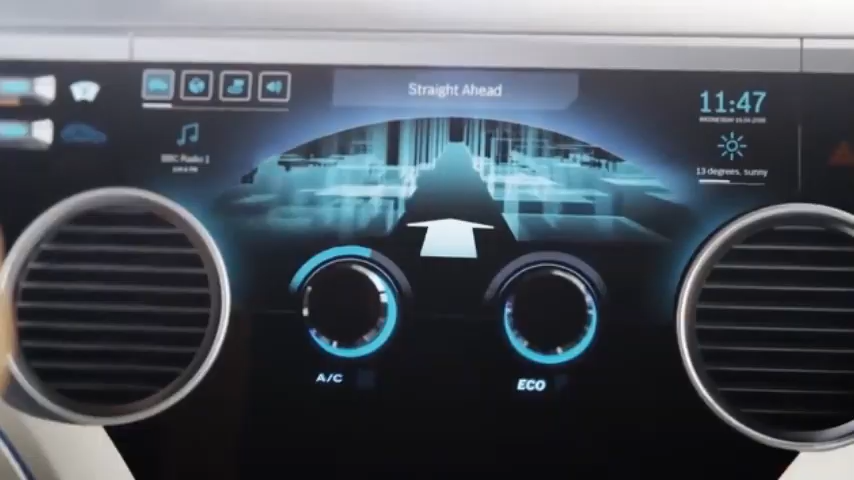 Straight Ahead
11:47
BBC Radio 1
13 degrees, sunny
A/C
ECO